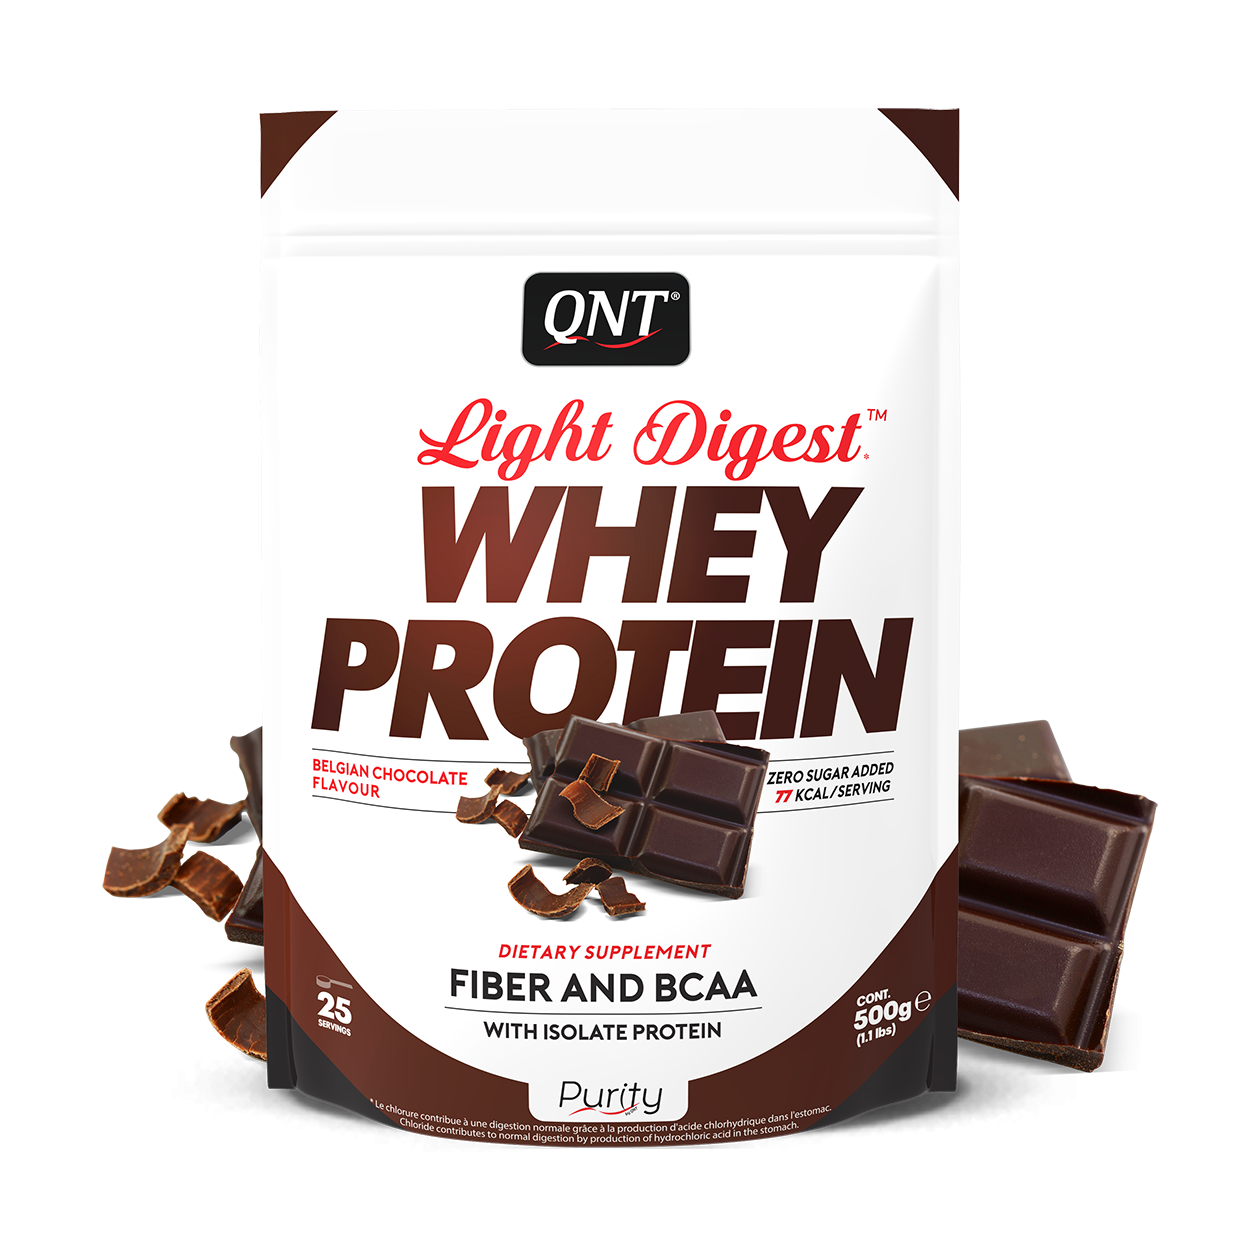 QNT®
Light Digest™*
WHEY
PROTEIN
BELGIAN CHOCOLATE
FLAVOUR
ZERO SUGAR ADDED
77 KCAL/SERVING
DIETARY SUPPLEMENT
FIBER AND BCAA
WITH ISOLATE PROTEIN
25
SERVINGS
CONT.
500g ℮
(1.1 lbs)
Purity
by QNT
* Le chlorure contribue à une digestion normale grâce à la production d'acide chlorhydrique dans l'estomac.
Chloride contributes to normal digestion by production of hydrochloric acid in the stomach.